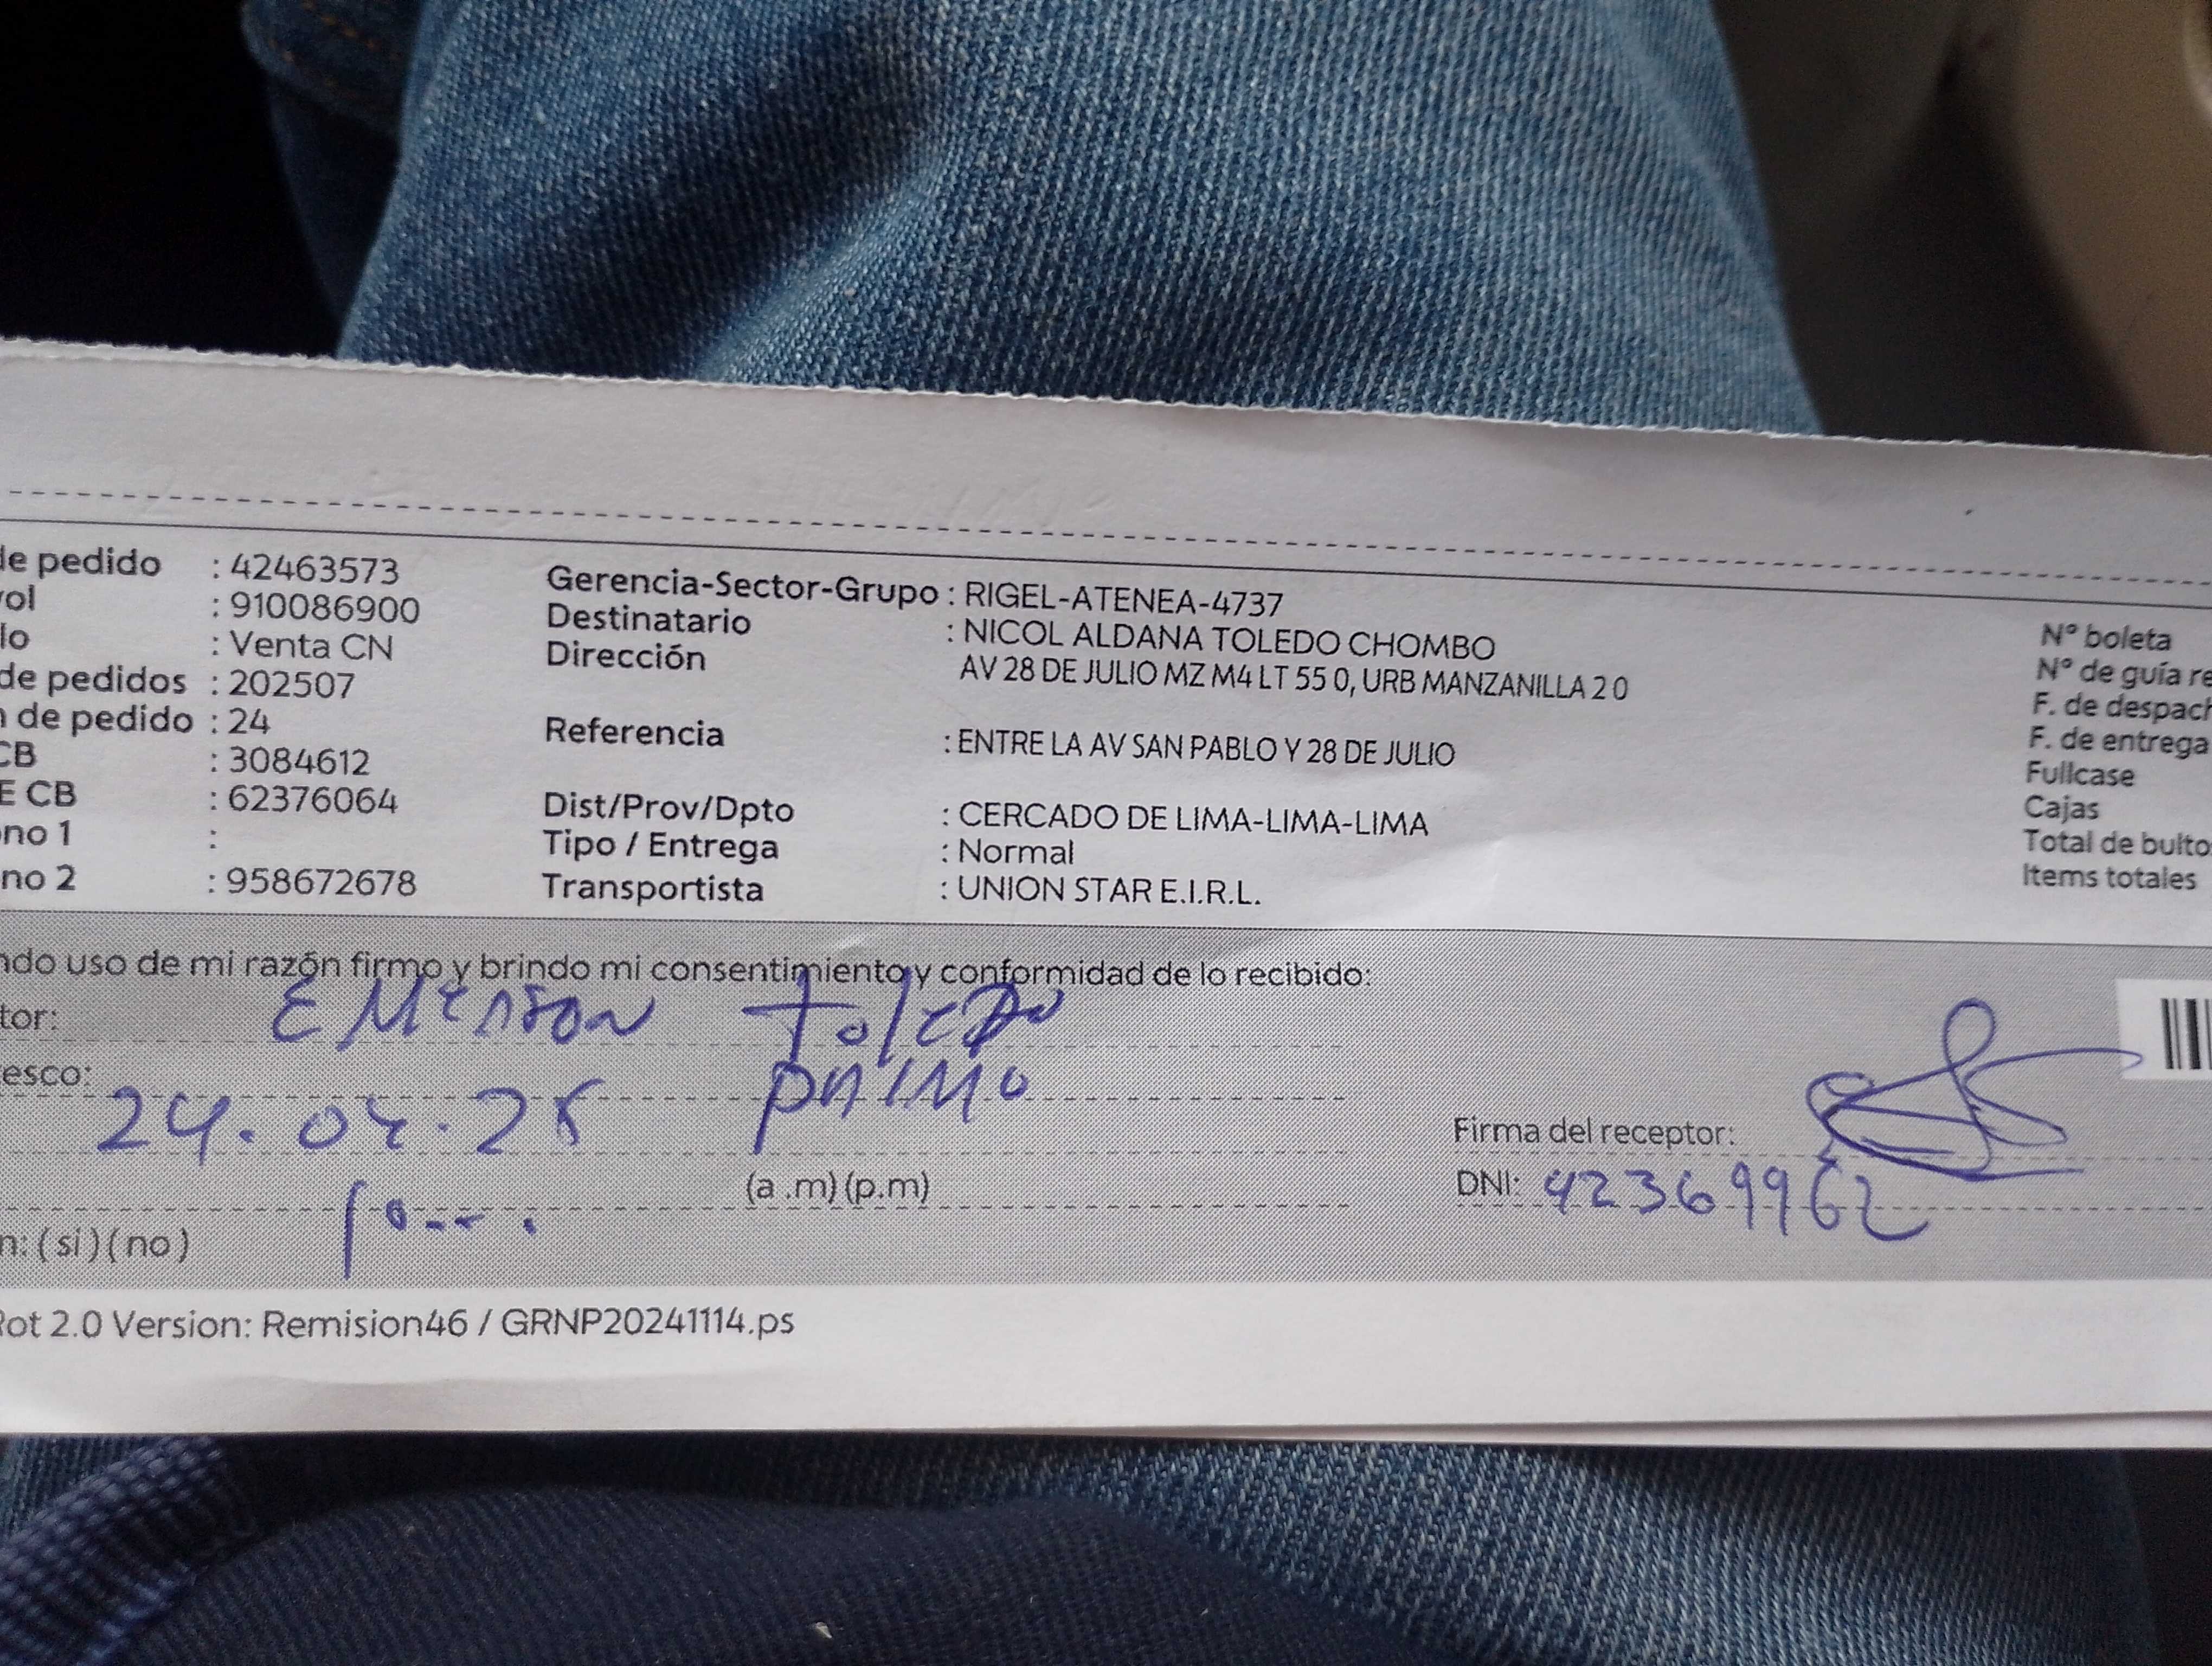 de pedido : 42463573
vol : 910086900
lo : Venta CN
de pedidos : 202507
n de pedido : 24
CB : 3084612
E CB : 62376064
ono 1 :
no 2 : 958672678
Gerencia-Sector-Grupo : RIGEL-ATENEA-4737
Destinatario : NICOL ALDANA TOLEDO CHOMBO
Dirección AV 28 DE JULIO MZ M4 LT 55 0, URB MANZANILLA 2 0
Referencia : ENTRE LA AV SAN PABLO Y 28 DE JULIO
Dist/Prov/Dpto : CERCADO DE LIMA-LIMA-LIMA
Tipo / Entrega : Normal
Transportista : UNION STAR E.I.R.L.
N° boleta
N° de guía re
F. de despach
F. de entrega
Fullcase
Cajas
Total de bulto
Items totales
ndo uso de mi razón firmo y brindo mi consentimiento y conformidad de lo recibido:
tor: EMERSON TOLEDO
esco: PRIMO
24.04.25
(a .m) (p.m)
n: ( si ) ( no )
Firma del receptor:
DNI: 42369962
Rot 2.0 Version: Remision46 / GRNP20241114.ps